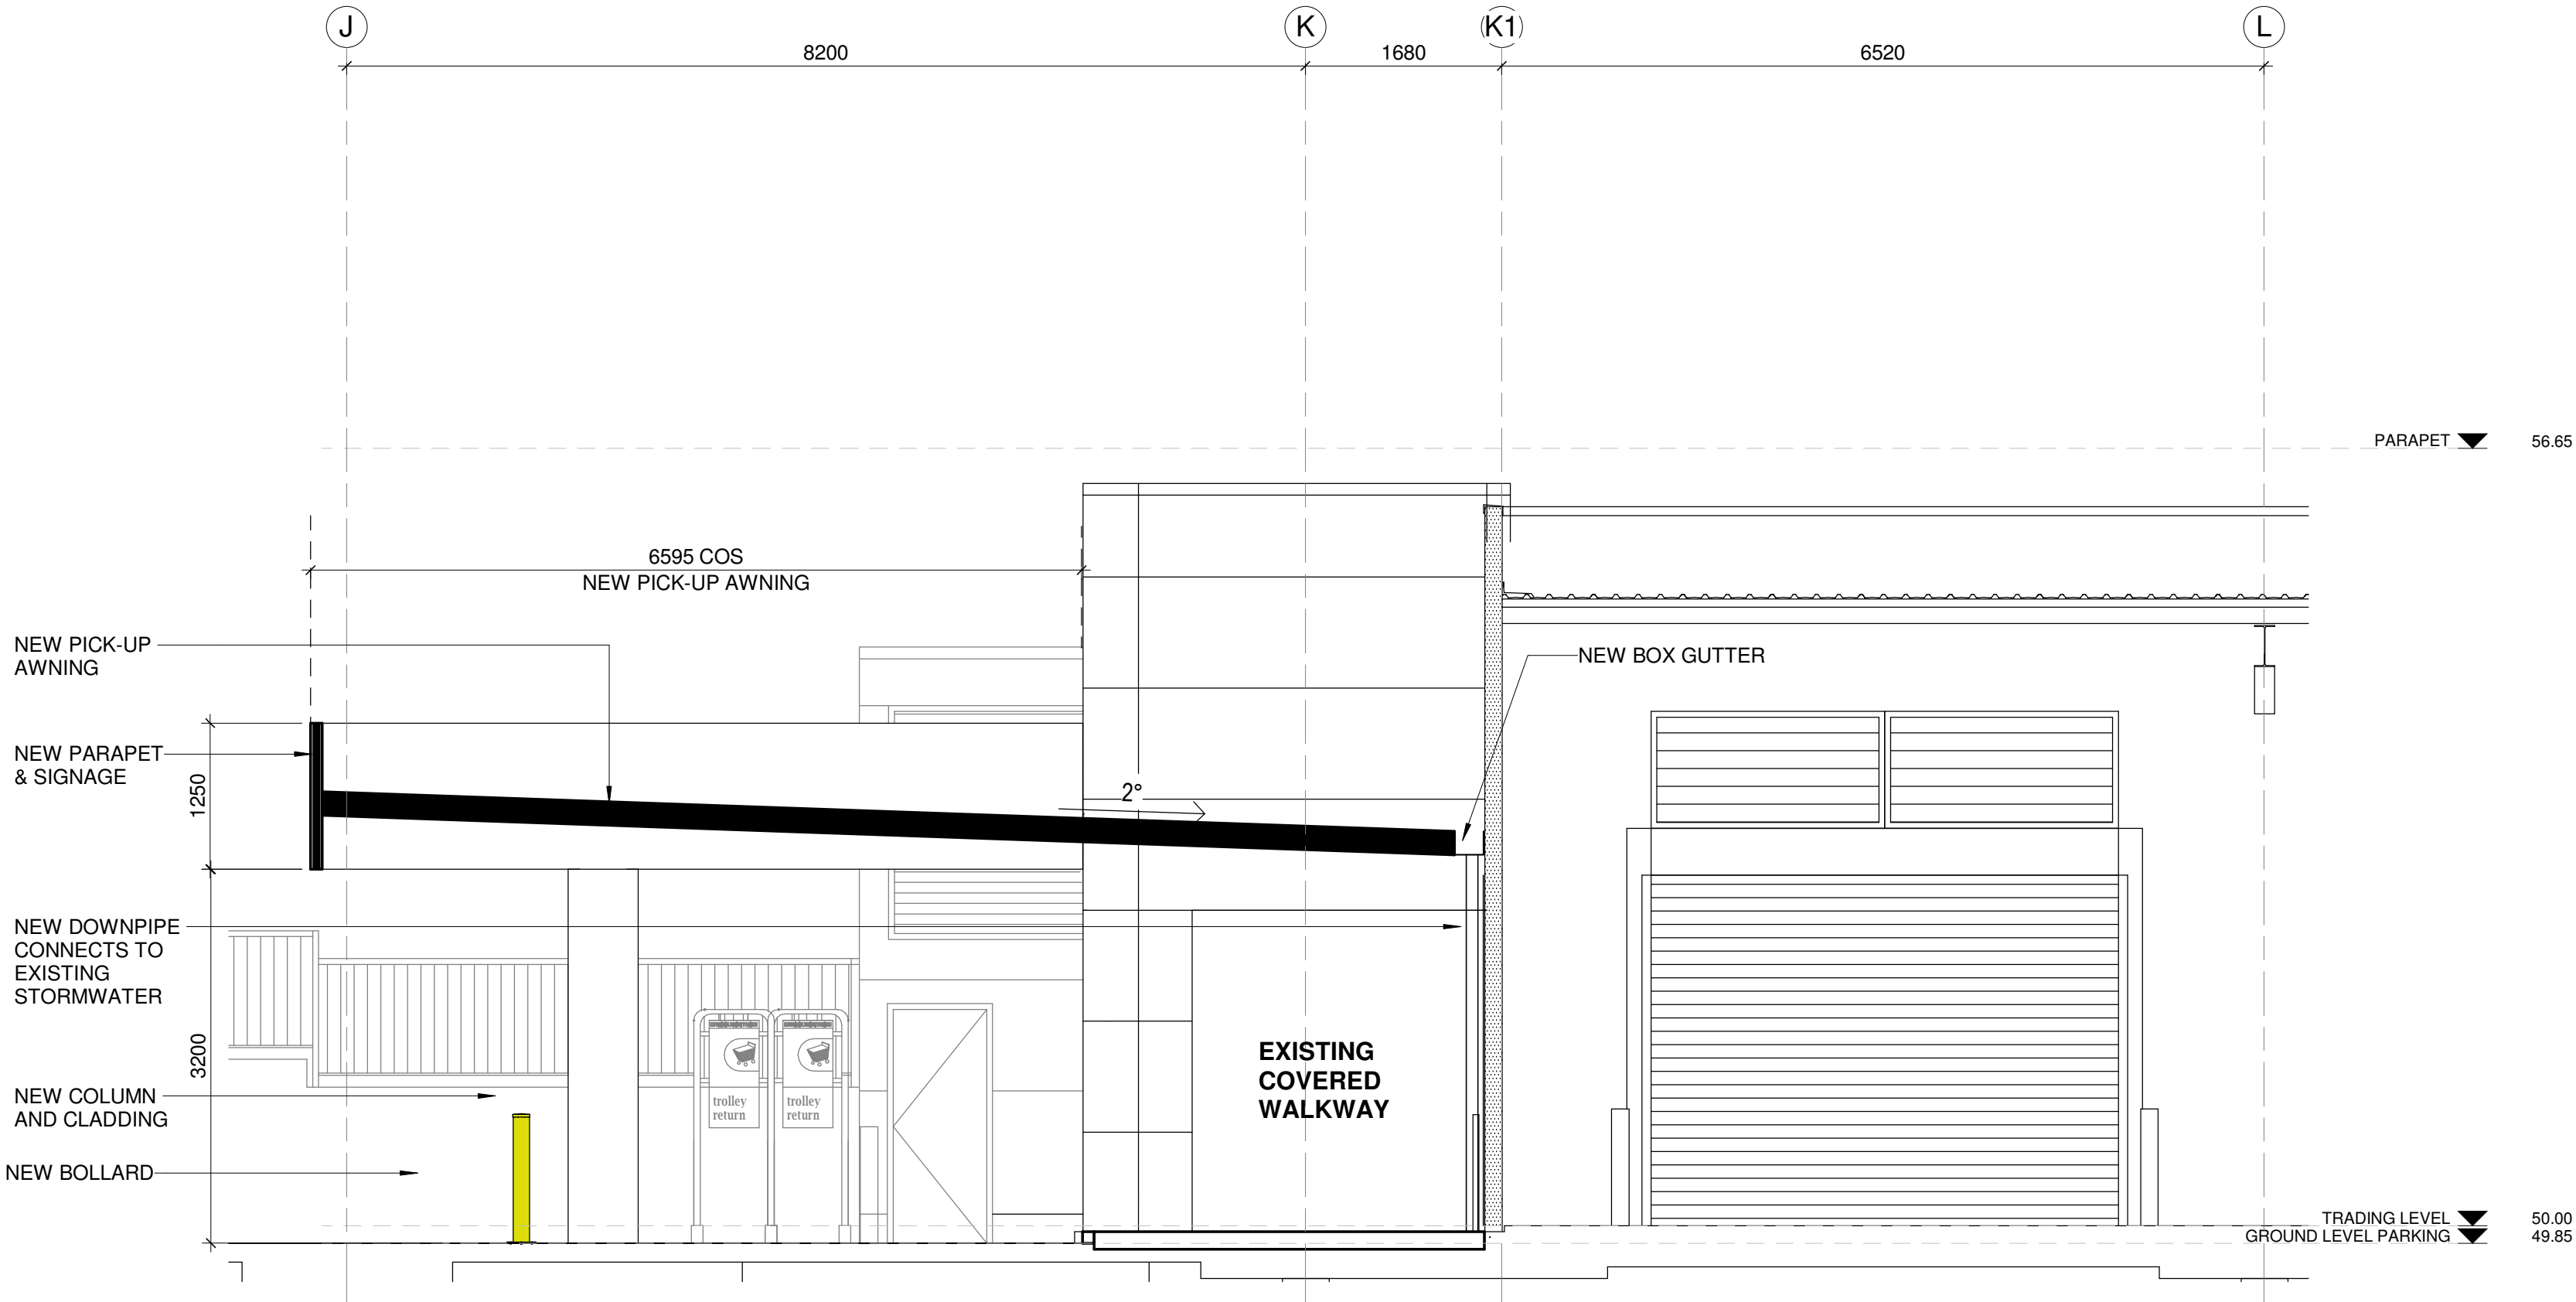 J
K
K1
L
8200
1680
6520
PARAPET 56.65
6595 COS
NEW PICK-UP AWNING
NEW PICK-UP
AWNING
NEW BOX GUTTER
NEW PARAPET
& SIGNAGE
1250
2°
NEW DOWNPIPE
CONNECTS TO
EXISTING
STORMWATER
3200
EXISTING
COVERED
WALKWAY
NEW COLUMN
AND CLADDING
trolley
return
trolley
return
NEW BOLLARD
TRADING LEVEL 50.00
GROUND LEVEL PARKING 49.85